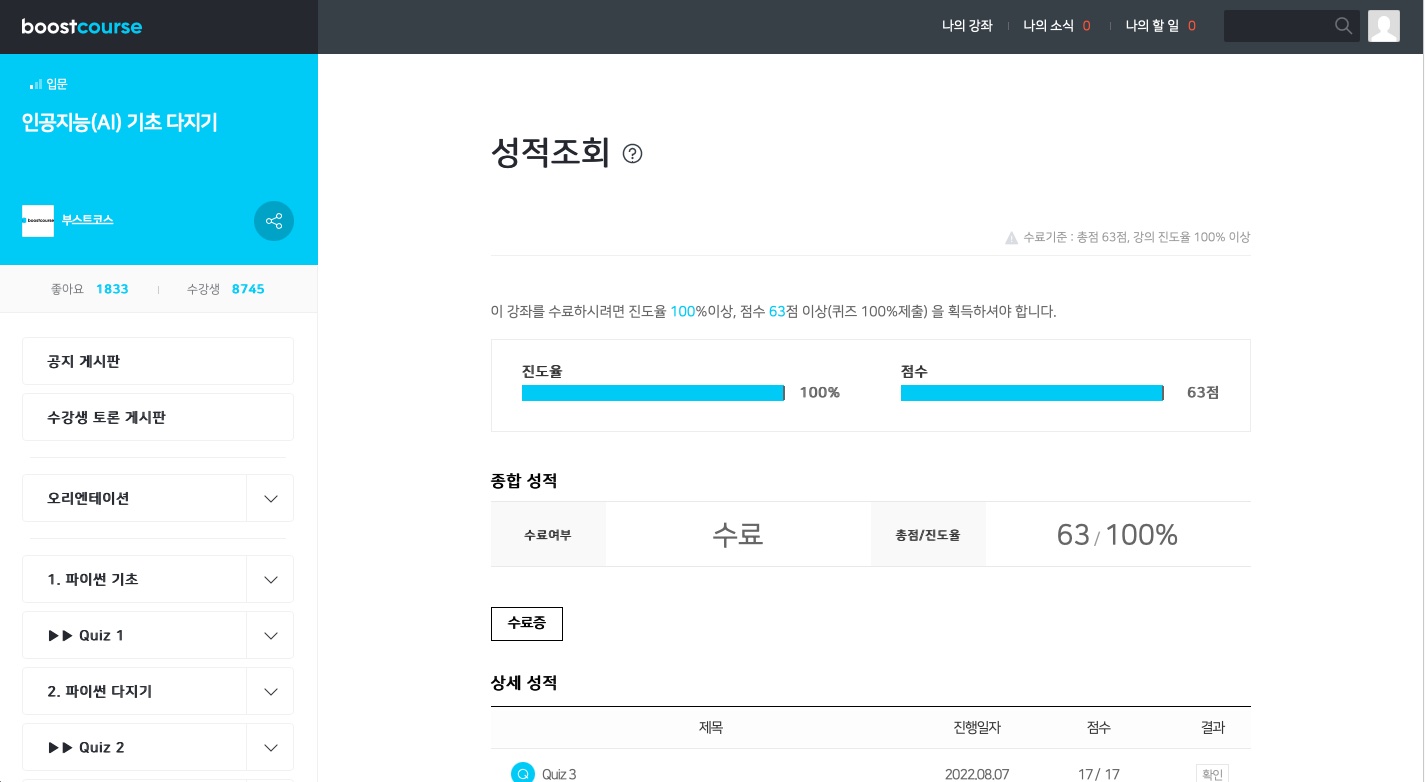 boostcourse
나의 강좌 나의 소식 0 나의 할 일 0
입문
인공지능(AI) 기초 다지기
boostcourse 부스트코스
좋아요 1833 수강생 8745
공지 게시판
수강생 토론 게시판
오리엔테이션
1. 파이썬 기초
▶▶ Quiz 1
2. 파이썬 다지기
▶▶ Quiz 2
성적조회 ?
수료기준 : 총점 63점, 강의 진도율 100% 이상
이 강좌를 수료하시려면 진도율 100%이상, 점수 63점 이상(퀴즈 100%제출) 을 획득하셔야 합니다.
진도율 점수
100% 63점
종합 성적
수료여부 수료 총점/진도율 63 / 100%
수료증
상세 성적
제목 진행일자 점수 결과
Q Quiz 3 2022.08.07 17 / 17 확인